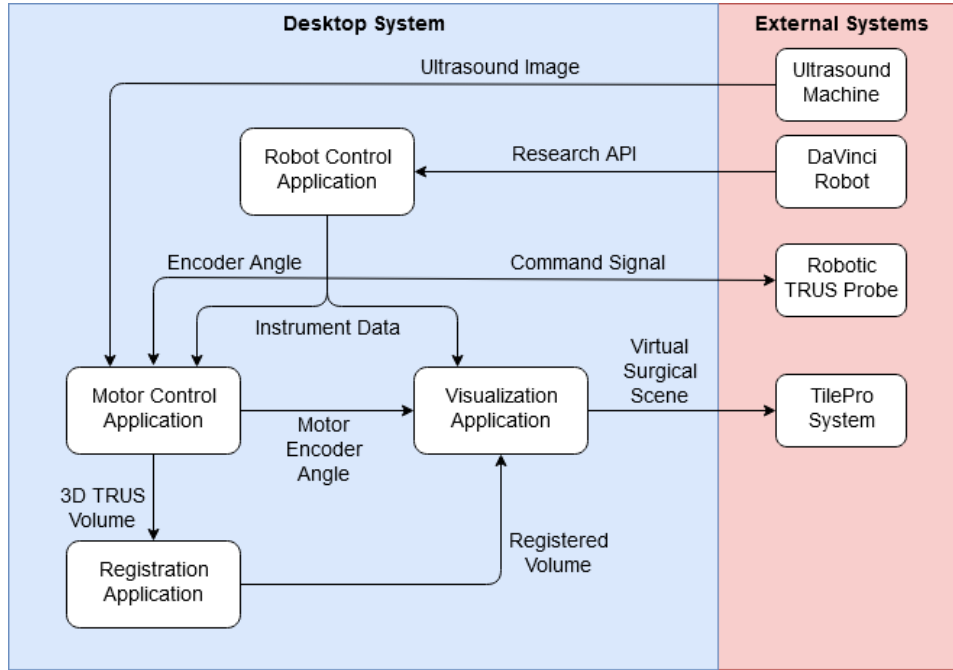 Desktop System
External Systems
Ultrasound Image
Ultrasound
Machine
Robot Control
Application
Research API
DaVinci
Robot
Encoder Angle
Command Signal
Robotic
TRUS Probe
Instrument Data
Motor Control
Application
Motor
Encoder
Angle
Visualization
Application
Virtual
Surgical
Scene
TilePro
System
3D TRUS
Volume
Registration
Application
Registered
Volume